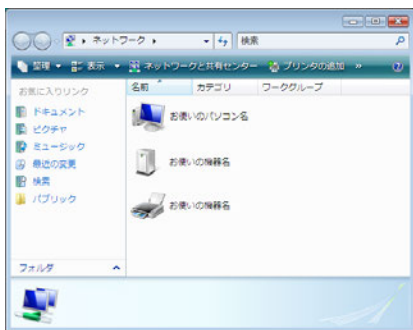 ネットワーク
検索
整理 表示 ネットワークと共有センター プリンタの追加 »
お気に入りリンク
名前 カテゴリ ワークグループ
ドキュメント
ピクチャ
ミュージック
最近の変更
検索
パブリック
お使いのパソコン名
お使いの機器名
お使いの機器名
フォルダ